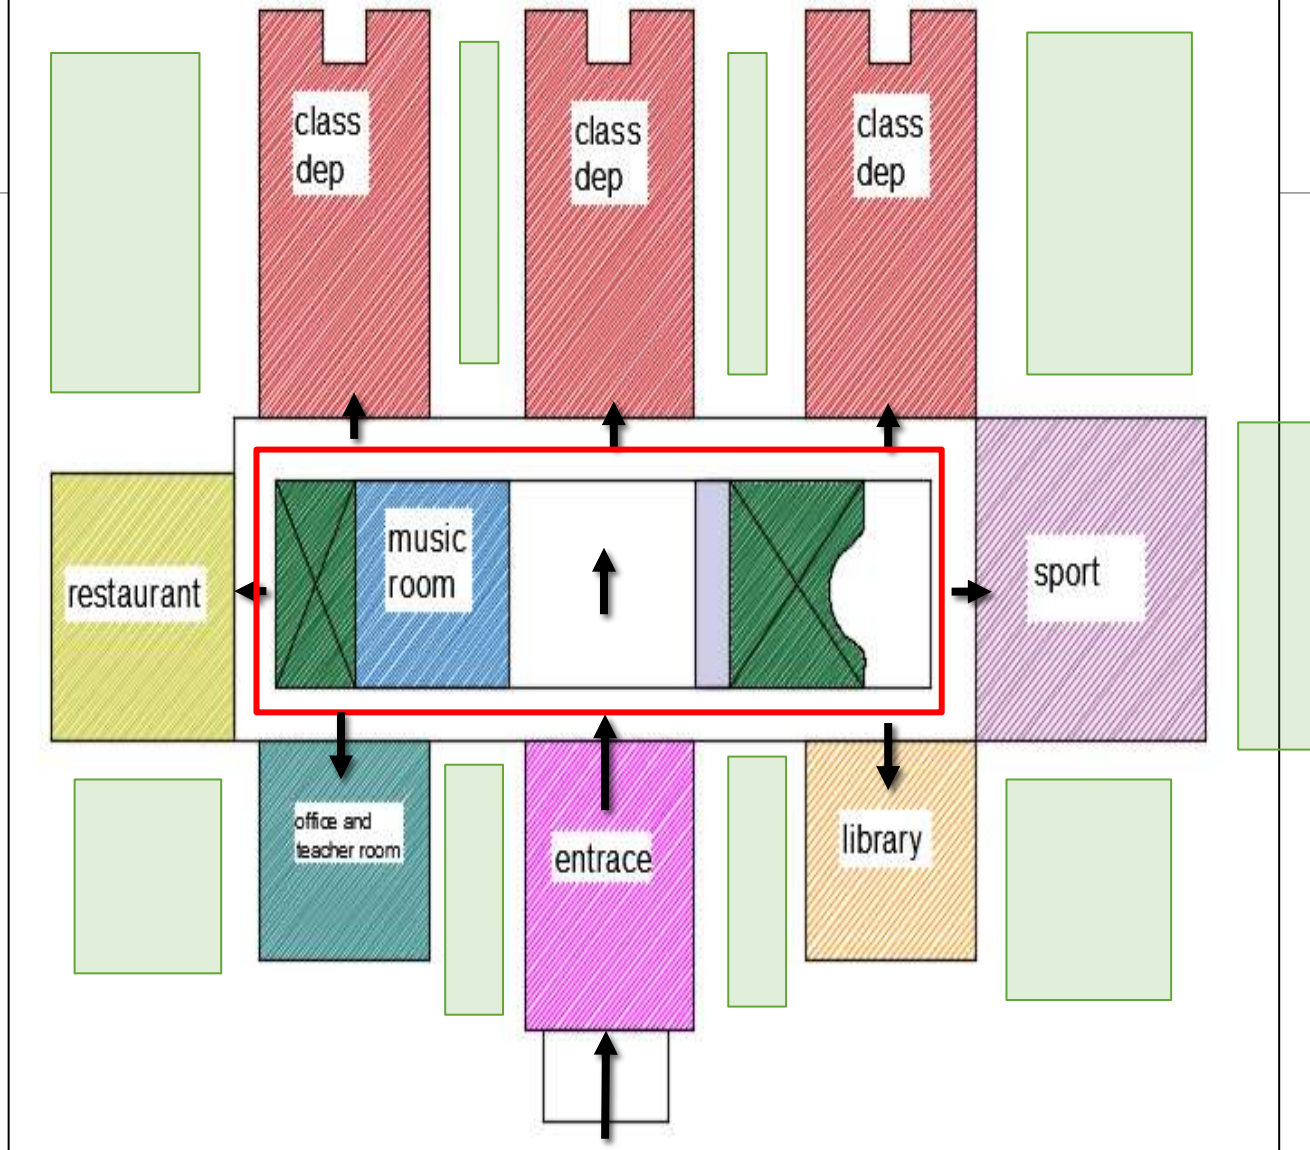 class
dep
class
dep
class
dep
music
room
restaurant
sport
office and
teacher room
entrace
library